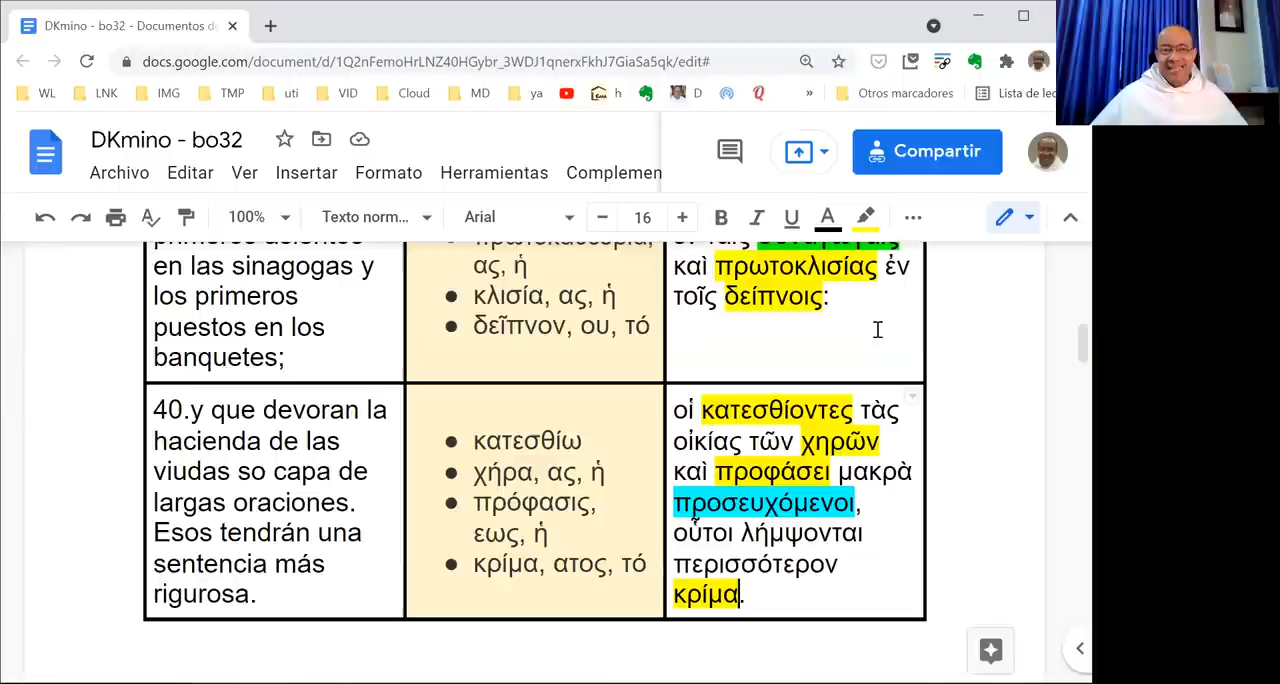 DKmino - bo32 - Documentos de
docs.google.com/document/d/1Q2nFemoHrLNZ40HGybr_3WDJ1qnerxFkhJ7GiaSa5qk/edit#
WL LNK IMG TMP uti VID Cloud MD ya h D » Otros marcadores Lista de lec
DKmino - bo32
Compartir
Archivo Editar Ver Insertar Formato Herramientas Complemen
100% Texto norm... Arial 16 B I U A
en las sinagogas y
los primeros
puestos en los
banquetes;
ας, ἡ
κλισία, ας, ἡ
δεῖπνον, ου, τό
καὶ πρωτοκλισίας ἐν
τοῖς δείπνοις:
40.y que devoran la
hacienda de las
viudas so capa de
largas oraciones.
Esos tendrán una
sentencia más
rigurosa.
κατεσθίω
χήρα, ας, ἡ
πρόφασις,
εως, ἡ
κρίμα, ατος, τό
οἱ κατεσθίοντες τὰς
οἰκίας τῶν χηρῶν
καὶ προφάσει μακρὰ
προσευχόμενοι,
οὗτοι λήμψονται
περισσότερον
κρίμα.